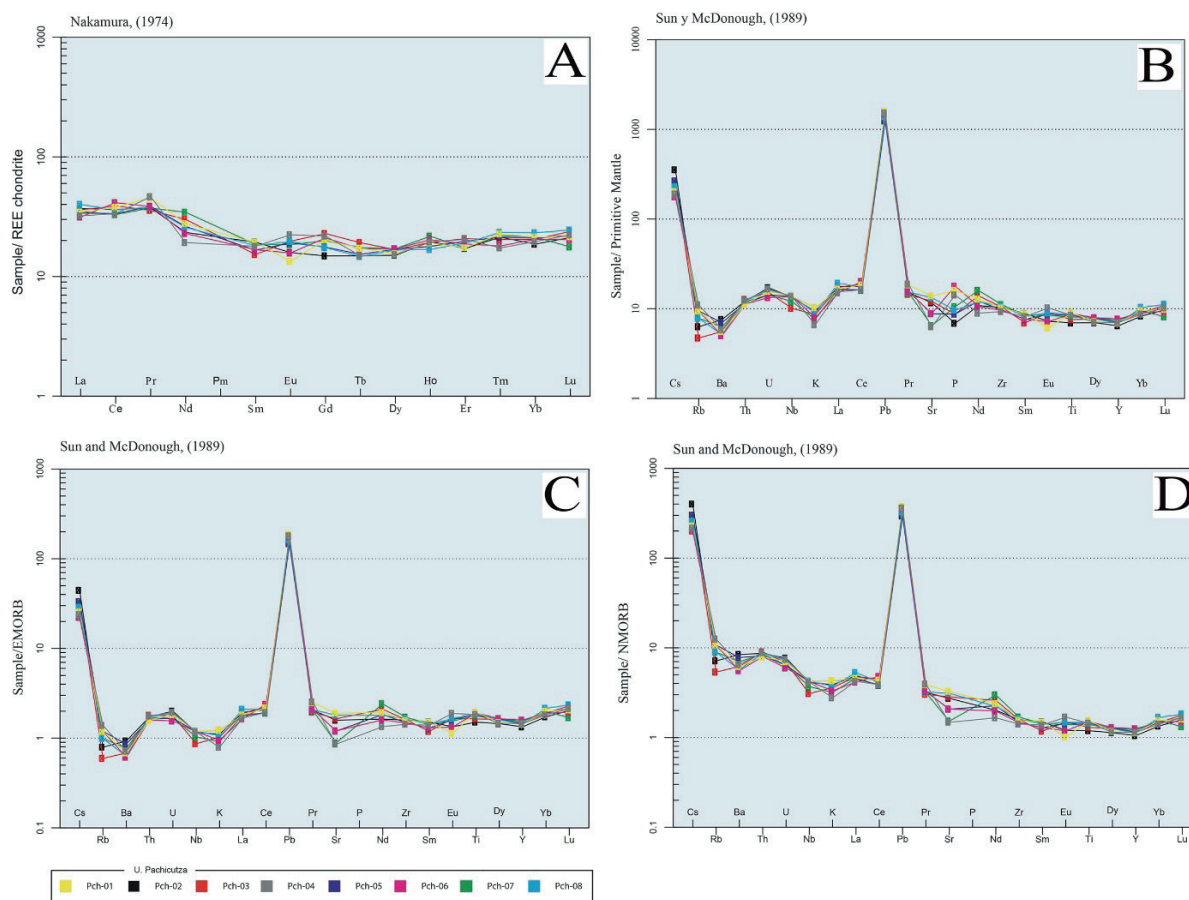 Nakamura, (1974)
A
Sample/ REE chondrite
1000
100
10
1
La Pr Pm Eu Tb Ho Tm Lu
Ce Nd Sm Gd Dy Er Yb
Sun y McDonough, (1989)
B
Sample/ Primitive Mantle
10000
1000
100
10
1
Cs Ba U K Ce Pr P Zr Eu Dy Yb
Rb Th Nb La Pb Sr Nd Sm Ti Y Lu
Sun and McDonough, (1989)
C
Sample/EMORB
1000
100
10
1
0.1
Cs Ba U K Ce Pr P Zr Eu Dy Yb
Rb Th Nb La Pb Sr Nd Sm Ti Y Lu
Sun and McDonough, (1989)
D
Sample/ NMORB
1000
100
10
1
0.1
Cs Ba Th U Nb K La Ce Pr P Zr Eu Dy Yb
Rb Pb Sr Nd Sm Ti Y Lu
U. Pachicutza
Pch-01 Pch-02 Pch-03 Pch-04 Pch-05 Pch-06 Pch-07 Pch-08